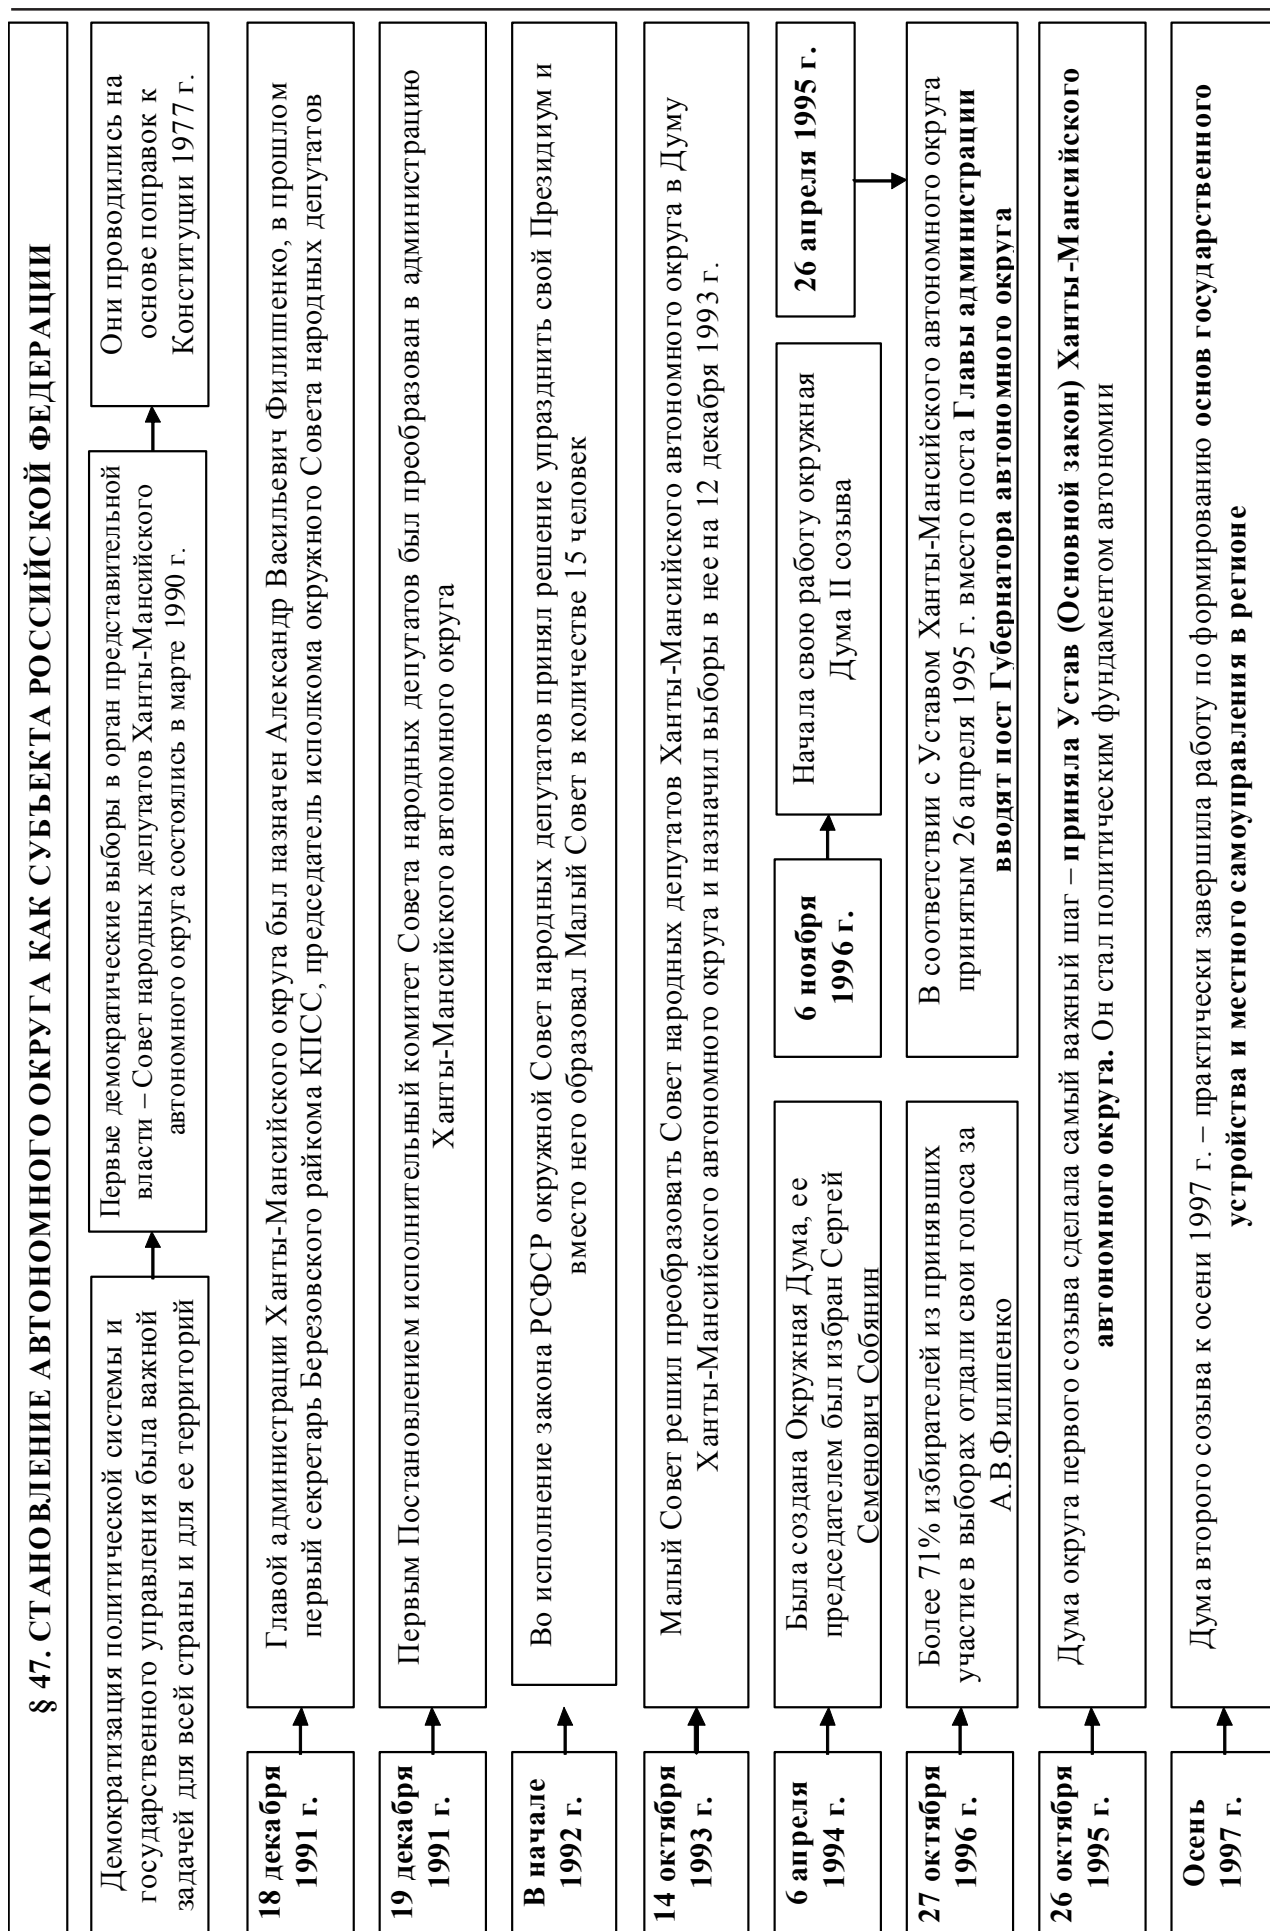 § 47. СТАНОВЛЕНИЕ АВТОНОМНОГО ОКРУГА КАК СУБЪЕКТА РОССИЙСКОЙ ФЕДЕРАЦИИ
Демократизация политической системы и
государственного управления была важной
задачей для всей страны и для ее территорий
Первые демократические выборы в орган представительной
власти – Совет народных депутатов Ханты-Мансийского
автономного округа состоялись в марте 1990 г.
Они проводились на
основе поправок к
Конституции 1977 г.
18 декабря
1991 г.
Главой администрации Ханты-Мансийского округа был назначен Александр Васильевич Филипенко, в прошлом
первый секретарь Березовского райкома КПСС, председатель исполкома окружного Совета народных депутатов
19 декабря
1991 г.
Первым Постановлением исполнительный комитет Совета народных депутатов был преобразован в администрацию
Ханты-Мансийского автономного округа
В начале
1992 г.
Во исполнение закона РСФСР окружной Совет народных депутатов принял решение упразднить свой Президиум и
вместо него образовал Малый Совет в количестве 15 человек
14 октября
1993 г.
Малый Совет решил преобразовать Совет народных депутатов Ханты-Мансийского автономного округа в Думу
Ханты-Мансийского автономного округа и назначил выборы в нее на 12 декабря 1993 г.
6 апреля
1994 г.
Была создана Окружная Дума, ее
председателем был избран Сергей
Семенович Собянин
6 ноября
1996 г.
Начала свою работу окружная
Дума II созыва
26 апреля 1995 г.
27 октября
1996 г.
Более 71% избирателей из принявших
участие в выборах отдали свои голоса за
А.В.Филипенко
В соответствии с Уставом Ханты-Мансийского автономного округа
принятым 26 апреля 1995 г. вместо поста Главы администрации
вводят пост Губернатора автономного округа
26 октября
1995 г.
Дума округа первого созыва сделала самый важный шаг – приняла Устав (Основной закон) Ханты-Мансийского
автономного округа. Он стал политическим фундаментом автономии
Осень
1997 г.
Дума второго созыва к осени 1997 г. – практически завершила работу по формированию основ государственного
устройства и местного самоуправления в регионе